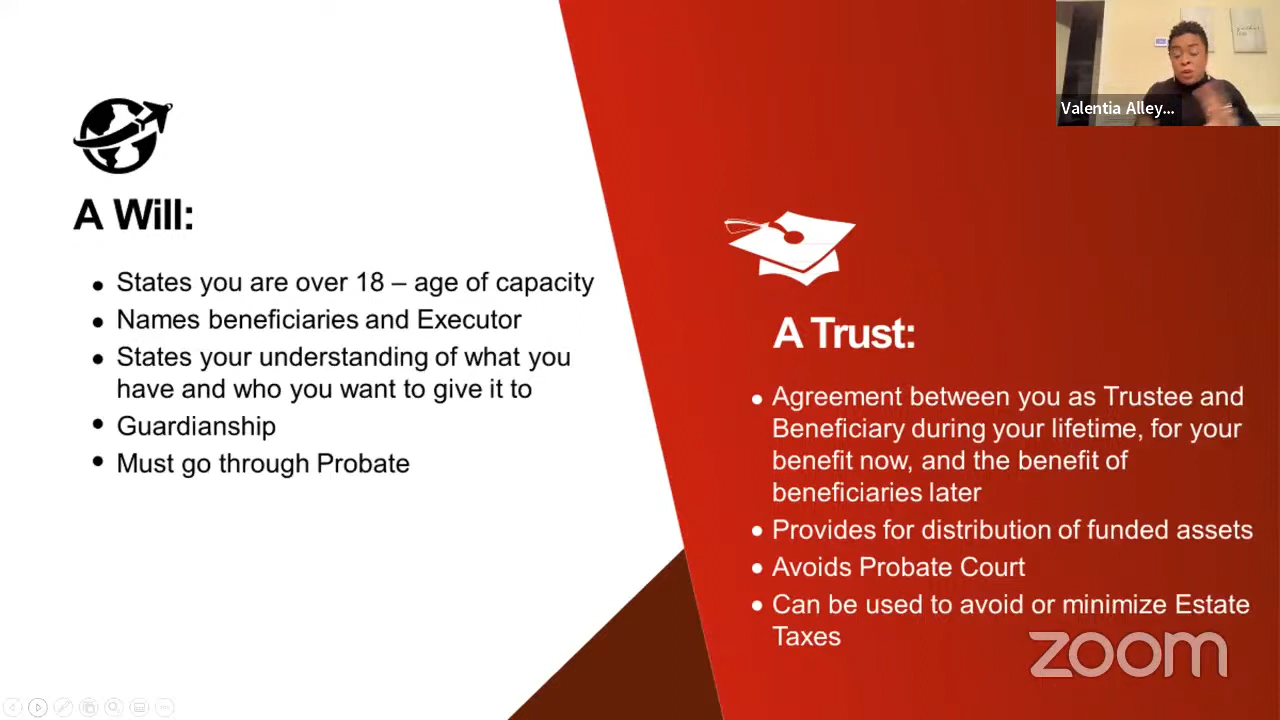 Valentia Alley...
A Will:
• States you are over 18 – age of capacity
• Names beneficiaries and Executor
• States your understanding of what you
have and who you want to give it to
• Guardianship
• Must go through Probate
A Trust:
• Agreement between you as Trustee and
Beneficiary during your lifetime, for your
benefit now, and the benefit of
beneficiaries later
• Provides for distribution of funded assets
• Avoids Probate Court
• Can be used to avoid or minimize Estate
Taxes
zoom